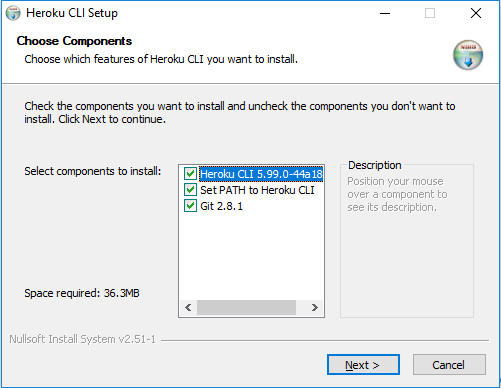 Heroku CLI Setup
Choose Components
Choose which features of Heroku CLI you want to install.
Check the components you want to install and uncheck the components you don't want to
install. Click Next to continue.
Select components to install:
Heroku CLI 5.99.0-44a18
Set PATH to Heroku CLI
Git 2.8.1
Description
Position your mouse
over a component to
see its description.
Space required: 36.3MB
Nullsoft Install System v2.51-1
Next >
Cancel